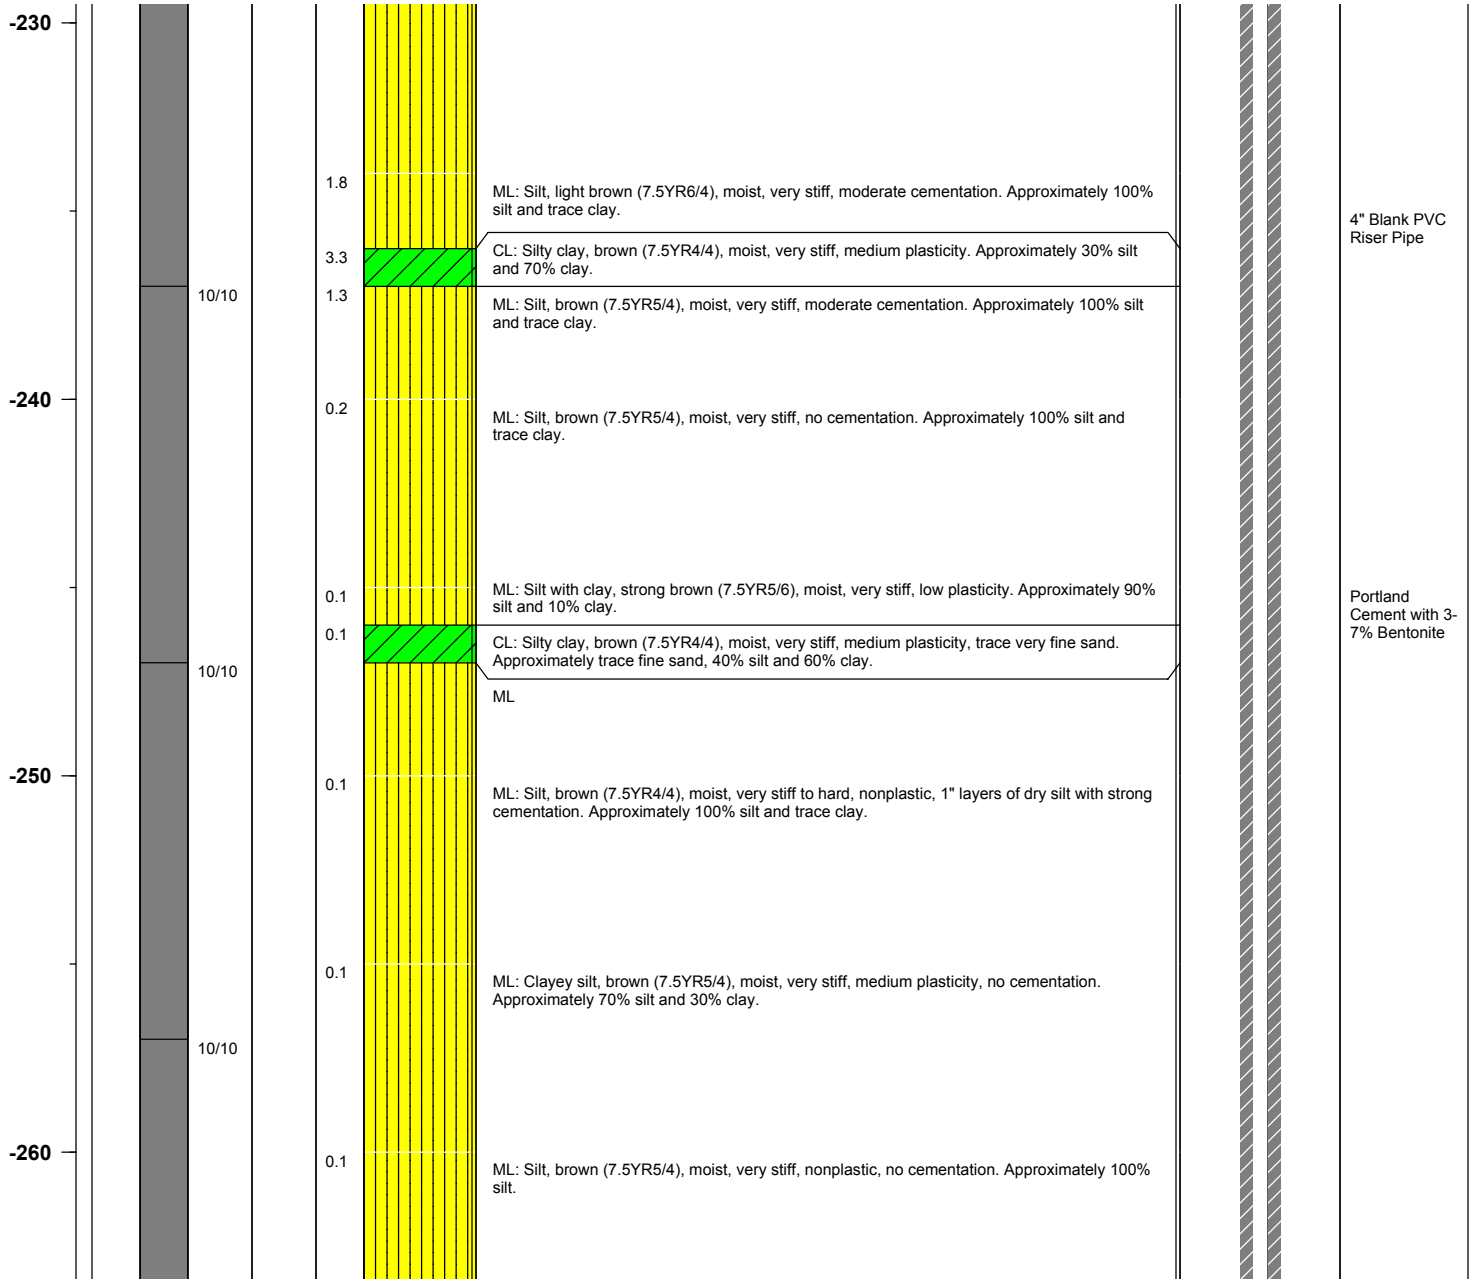 -230
1.8
ML: Silt, light brown (7.5YR6/4), moist, very stiff, moderate cementation. Approximately 100%
silt and trace clay.
4" Blank PVC
Riser Pipe
3.3
CL: Silty clay, brown (7.5YR4/4), moist, very stiff, medium plasticity. Approximately 30% silt
and 70% clay.
10/10
1.3
ML: Silt, brown (7.5YR5/4), moist, very stiff, moderate cementation. Approximately 100% silt
and trace clay.
-240
0.2
ML: Silt, brown (7.5YR5/4), moist, very stiff, no cementation. Approximately 100% silt and
trace clay.
0.1
ML: Silt with clay, strong brown (7.5YR5/6), moist, very stiff, low plasticity. Approximately 90%
silt and 10% clay.
Portland
Cement with 3-
7% Bentonite
0.1
CL: Silty clay, brown (7.5YR4/4), moist, very stiff, medium plasticity, trace very fine sand.
Approximately trace fine sand, 40% silt and 60% clay.
10/10
ML
-250
0.1
ML: Silt, brown (7.5YR4/4), moist, very stiff to hard, nonplastic, 1" layers of dry silt with strong
cementation. Approximately 100% silt and trace clay.
0.1
ML: Clayey silt, brown (7.5YR5/4), moist, very stiff, medium plasticity, no cementation.
Approximately 70% silt and 30% clay.
10/10
-260
0.1
ML: Silt, brown (7.5YR5/4), moist, very stiff, nonplastic, no cementation. Approximately 100%
silt.